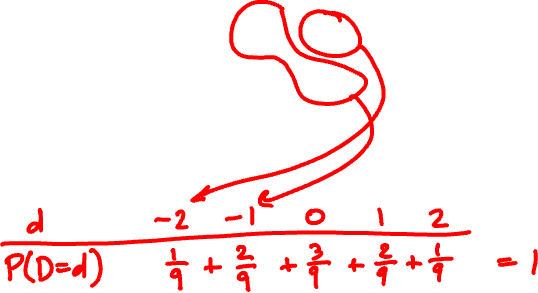 d -2 -1 0 1 2
P(D=d) 1/9 + 2/9 + 3/9 + 2/9 + 1/9 = 1